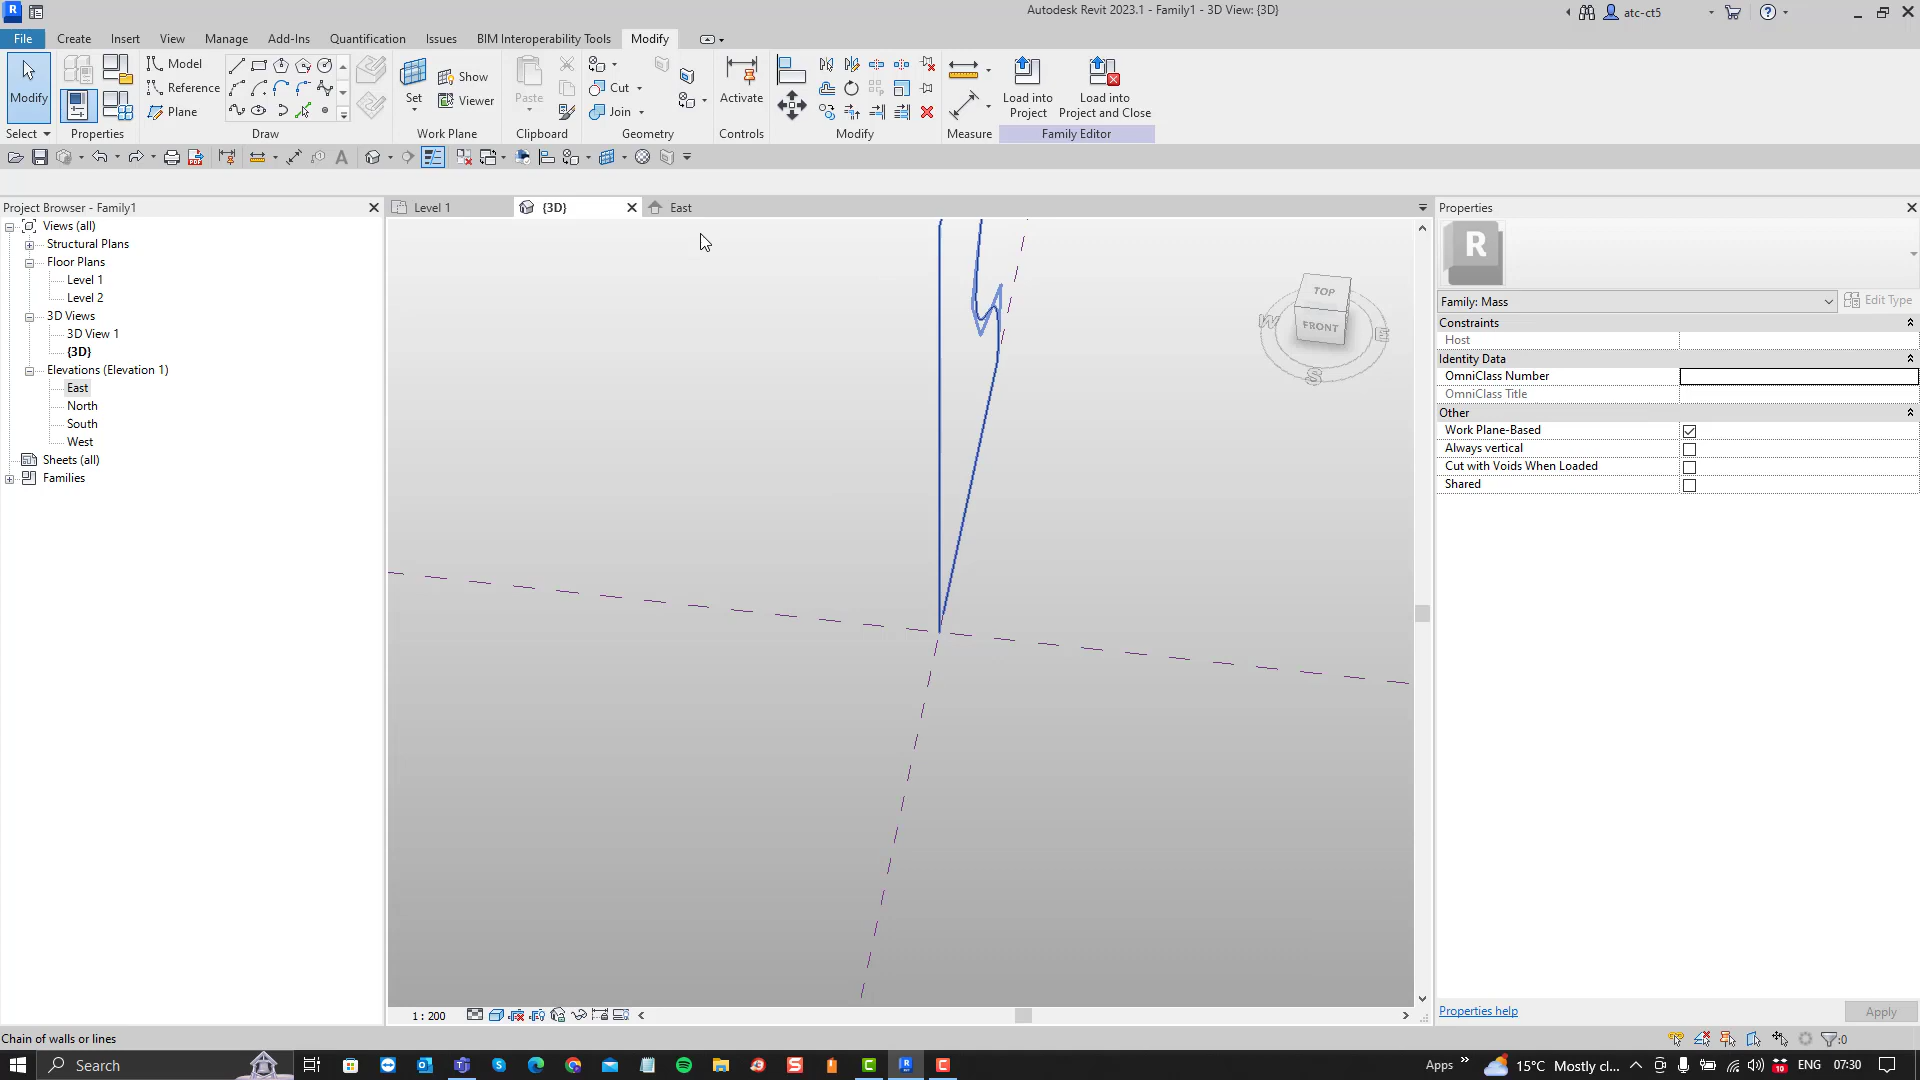 Autodesk Revit 2023.1 - Family1 - 3D View: {3D}
atc-ct5
File Create Insert View Manage Add-Ins Quantification Collaborate Issues BIM Interoperability Tools Modify
Modify
Select
Properties
Model
Reference
Plane
Draw
Set
Show
Viewer
Work Plane
Paste
Clipboard
Cut
Join
Geometry
Activate
Controls
Modify
Measure
Load into
Project
Load into
Project and Close
Family Editor
Project Browser - Family1
Views (all)
Structural Plans
Floor Plans
Level 1
Level 2
3D Views
3D View 1
{3D}
Elevations (Elevation 1)
East
North
South
West
Sheets (all)
Families
Level 1
{3D}
East
TOP
FRONT
W
E
S
Properties
R
Family: Mass
Edit Type
Constraints
Host
Identity Data
OmniClass Number
OmniClass Title
Other
Work Plane-Based
Always vertical
Cut with Voids When Loaded
Shared
Properties help
Apply
1 : 200
Chain of walls or lines
:0
Search
Apps
15°C Mostly cl...
ENG
07:30